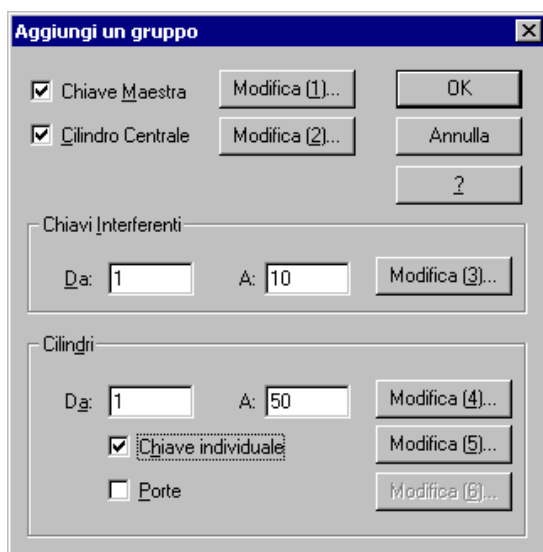 Aggiungi un gruppo
Chiave Maestra Modifica (1)... OK
Cilindro Centrale Modifica (2)... Annulla
?
Chiavi Interferenti
Da: 1 A: 10 Modifica (3)...
Cilindri
Da: 1 A: 50 Modifica (4)...
Chiave individuale Modifica (5)...
Porte Modifica (6)...